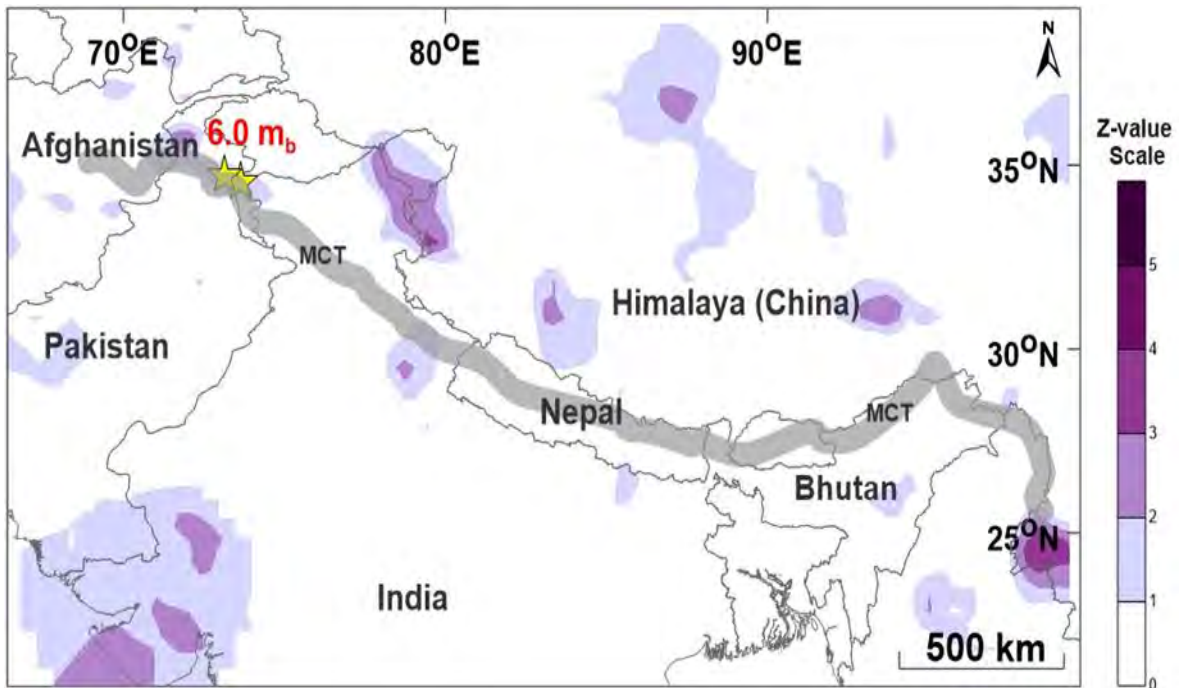 70°E
80°E
90°E
N
Z-value
Scale
Afghanistan
6.0 mb
35°N
MCT
5
Himalaya (China)
Pakistan
30°N
4
Nepal
MCT
3
Bhutan
2
25°N
India
1
500 km
0